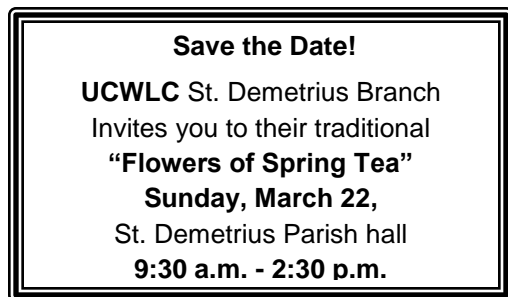 Save the Date!
UCWLC St. Demetrius Branch
Invites you to their traditional
“Flowers of Spring Tea”
Sunday, March 22,
St. Demetrius Parish hall
9:30 a.m. - 2:30 p.m.